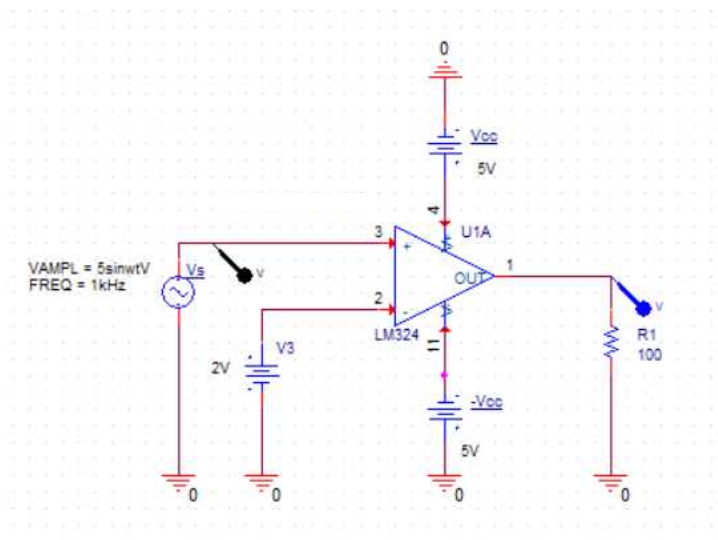 0
Vcc
5V
4
3
U1A
+
VAMPL = 5sinwtV
FREQ = 1kHz
Vs
V
OUT
1
2
-
LM324
V
V3
2V
11
R1
100
-Vcc
5V
0
0
0
0